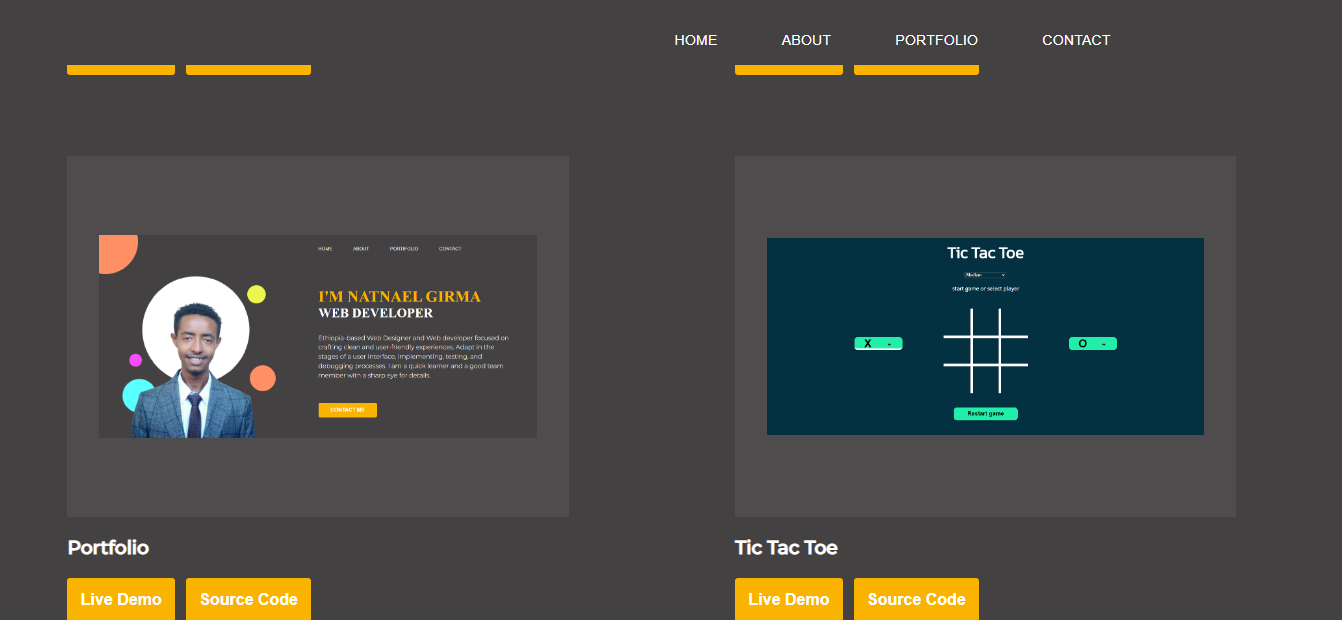 HOME ABOUT PORTFOLIO CONTACT
HOME ABOUT PORTFOLIO CONTACT
I'M NATNAEL GIRMA
WEB DEVELOPER
Ethiopia-based Web Designer and Web developer focused on
crafting clean and user-friendly experiences. Adapt in the
stages of a user interface, implementing, testing, and
debugging processes. I am a quick learner and a good team
member with a sharp eye for details.
CONTACT ME
Portfolio
Live Demo Source Code
Tic Tac Toe
Medium
start game or select player
X -
O -
Restart game
Tic Tac Toe
Live Demo Source Code